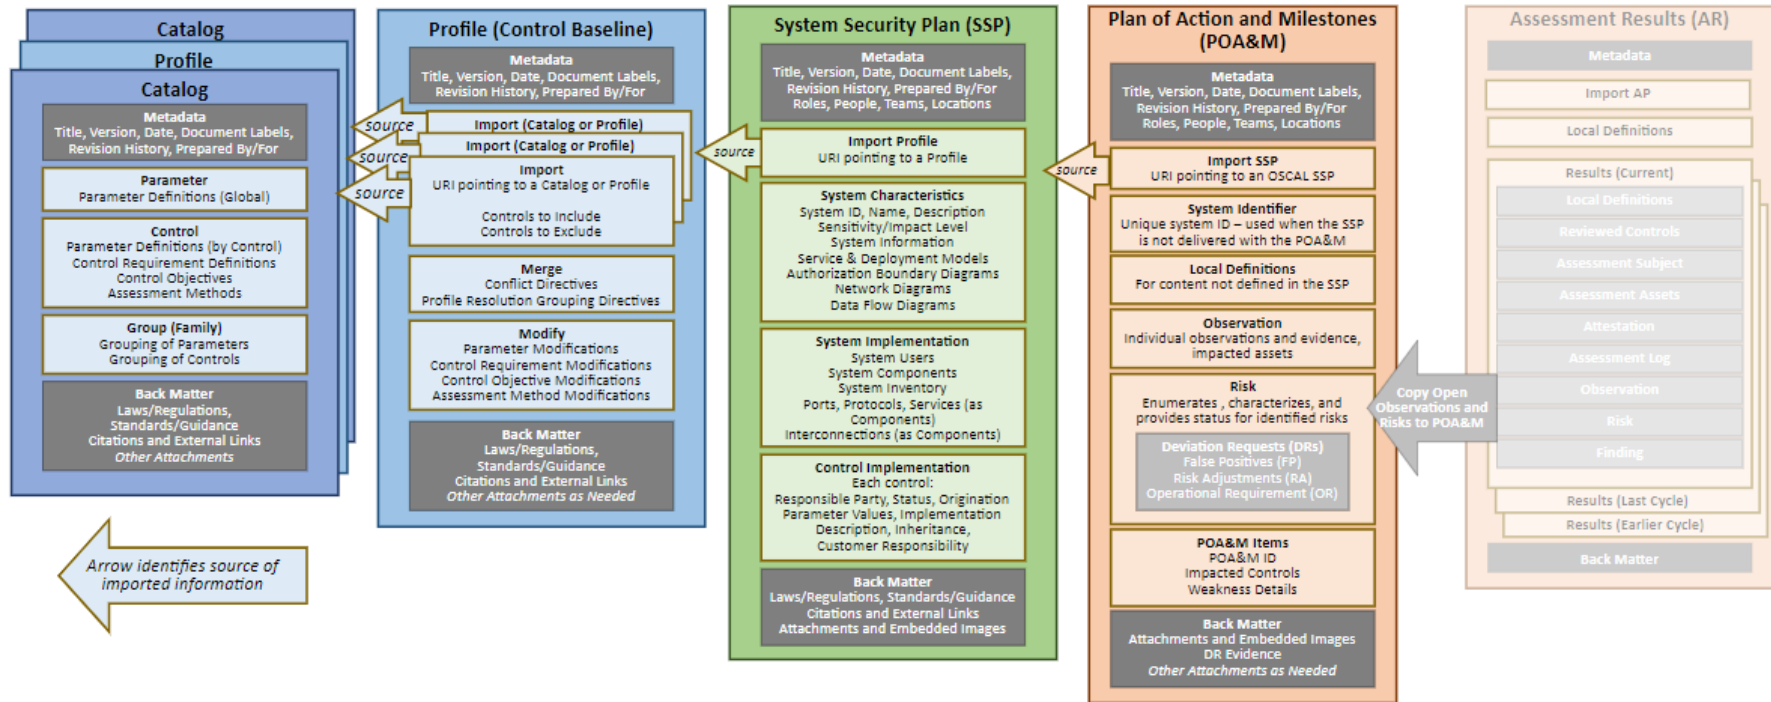 Catalog
Profile
Catalog
Metadata
Title, Version, Date, Document Labels,
Revision History, Prepared By/For
Parameter
Parameter Definitions (Global)
Control
Parameter Definitions (by Control)
Control Requirement Definitions
Control Objectives
Assessment Methods
Group (Family)
Grouping of Parameters
Grouping of Controls
Back Matter
Laws/Regulations,
Standards/Guidance
Citations and External Links
Other Attachments
Arrow identifies source of
imported information
Profile (Control Baseline)
Metadata
Title, Version, Date, Document Labels,
Revision History, Prepared By/For
source
Import (Catalog or Profile)
source
Import (Catalog or Profile)
source
Import
URI pointing to a Catalog or Profile
Controls to Include
Controls to Exclude
Merge
Conflict Directives
Profile Resolution Grouping Directives
Modify
Parameter Modifications
Control Requirement Modifications
Control Objective Modifications
Assessment Method Modifications
Back Matter
Laws/Regulations,
Standards/Guidance
Citations and External Links
Other Attachments as Needed
System Security Plan (SSP)
Metadata
Title, Version, Date, Document Labels,
Revision History, Prepared By/For
Roles, People, Teams, Locations
source
Import Profile
URI pointing to a Profile
System Characteristics
System ID, Name, Description
Sensitivity/Impact Level
System Information
Service & Deployment Models
Authorization Boundary Diagrams
Network Diagrams
Data Flow Diagrams
System Implementation
System Users
System Components
System Inventory
Ports, Protocols, Services (as
Components)
Interconnections (as Components)
Control Implementation
Each control:
Responsible Party, Status, Origination
Parameter Values, Implementation
Description, Inheritance,
Customer Responsibility
Back Matter
Laws/Regulations, Standards/Guidance
Citations and External Links
Attachments and Embedded Images
Plan of Action and Milestones
(POA&M)
Metadata
Title, Version, Date, Document Labels,
Revision History, Prepared By/For
Roles, People, Teams, Locations
source
Import SSP
URI pointing to an OSCAL SSP
System Identifier
Unique system ID – used when the SSP
is not delivered with the POA&M
Local Definitions
For content not defined in the SSP
Observation
Individual observations and evidence,
impacted assets
Risk
Enumerates , characterizes, and
provides status for identified risks
Deviation Requests (DRs)
False Positives (FP)
Risk Adjustments (RA)
Operational Requirement (OR)
POA&M Items
POA&M ID
Impacted Controls
Weakness Details
Back Matter
Attachments and Embedded Images
DR Evidence
Other Attachments as Needed
Copy Open
Observations and
Risks to POA&M
Assessment Results (AR)
Metadata
Import AP
Local Definitions
Results (Current)
Local Definitions
Reviewed Controls
Assessment Subject
Assessment Assets
Attestation
Assessment Log
Observation
Risk
Finding
Results (Last Cycle)
Results (Earlier Cycle)
Back Matter